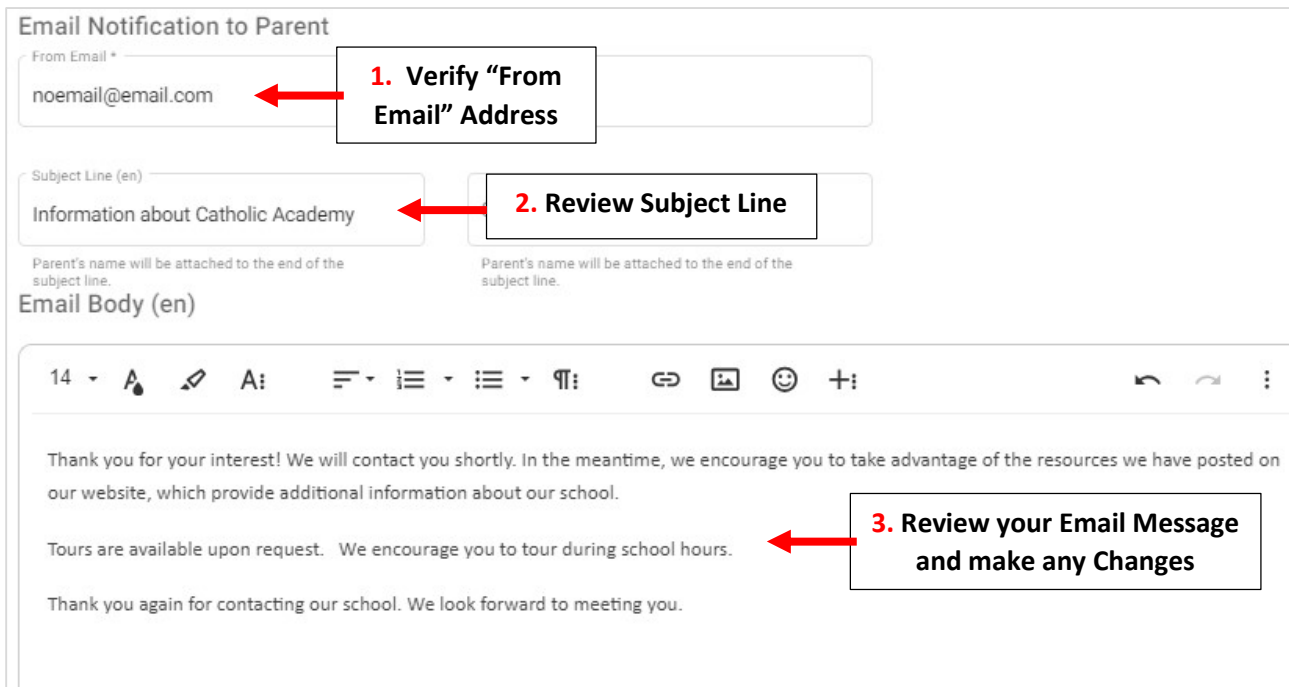 Email Notification to Parent
From Email *
noemail@email.com
1. Verify “From
Email” Address
Subject Line (en)
Information about Catholic Academy
2. Review Subject Line
Parent's name will be attached to the end of the
subject line.
Parent's name will be attached to the end of the
subject line.
Email Body (en)
14
Thank you for your interest! We will contact you shortly. In the meantime, we encourage you to take advantage of the resources we have posted on
our website, which provide additional information about our school.
3. Review your Email Message
and make any Changes
Tours are available upon request. We encourage you to tour during school hours.
Thank you again for contacting our school. We look forward to meeting you.